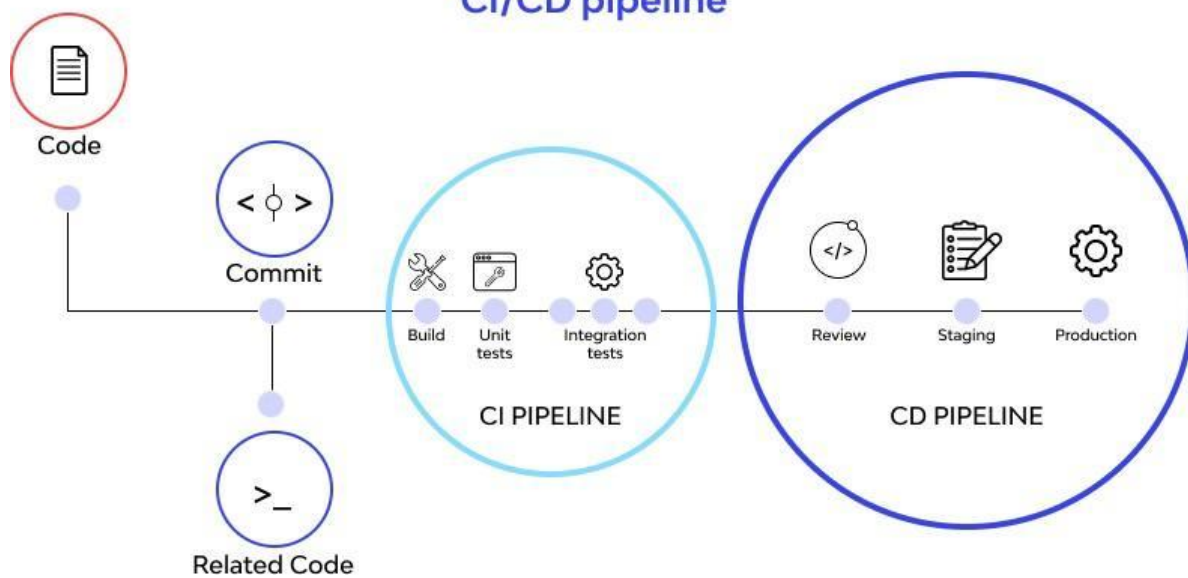 CI/CD pipeline
Code
Commit
Build
Unit
tests
Integration
tests
CI PIPELINE
Review
Staging
Production
CD PIPELINE
Related Code